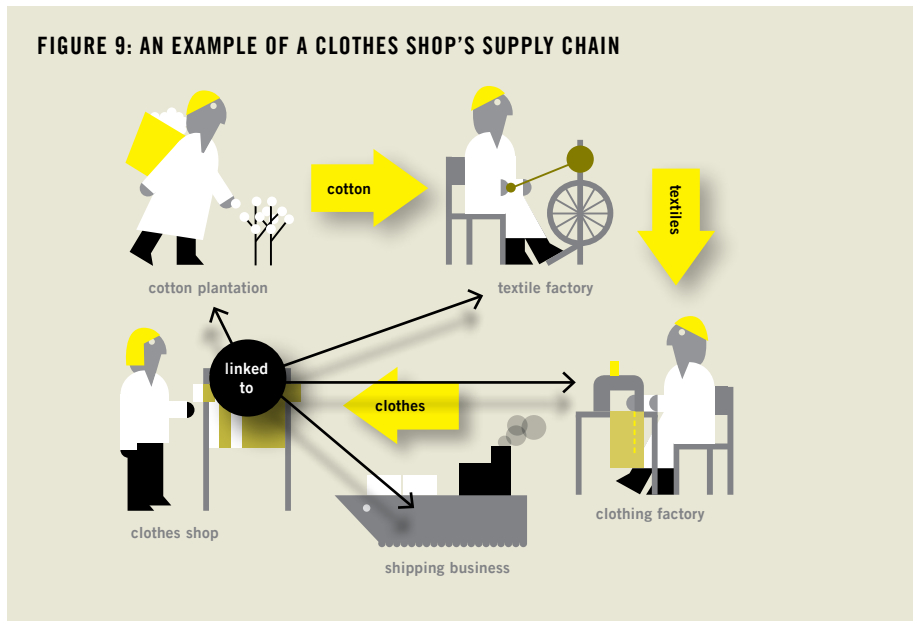 FIGURE 9: AN EXAMPLE OF A CLOTHES SHOP'S SUPPLY CHAIN
cotton
textiles
cotton plantation
textile factory
linked
to
clothes
clothing factory
clothes shop
shipping business